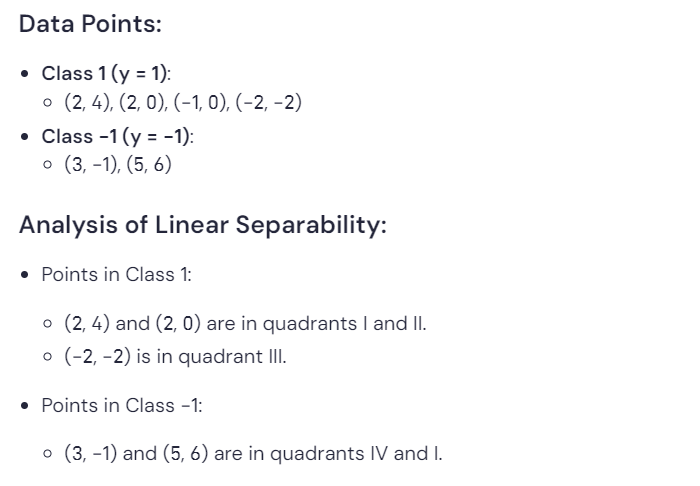 Data Points:
• Class 1 (y = 1):
◦ (2, 4), (2, 0), (−1, 0), (−2, −2)
• Class −1 (y = −1):
◦ (3, −1), (5, 6)
Analysis of Linear Separability:
• Points in Class 1:
◦ (2, 4) and (2, 0) are in quadrants I and II.
◦ (−2, −2) is in quadrant III.
• Points in Class −1:
◦ (3, −1) and (5, 6) are in quadrants IV and I.